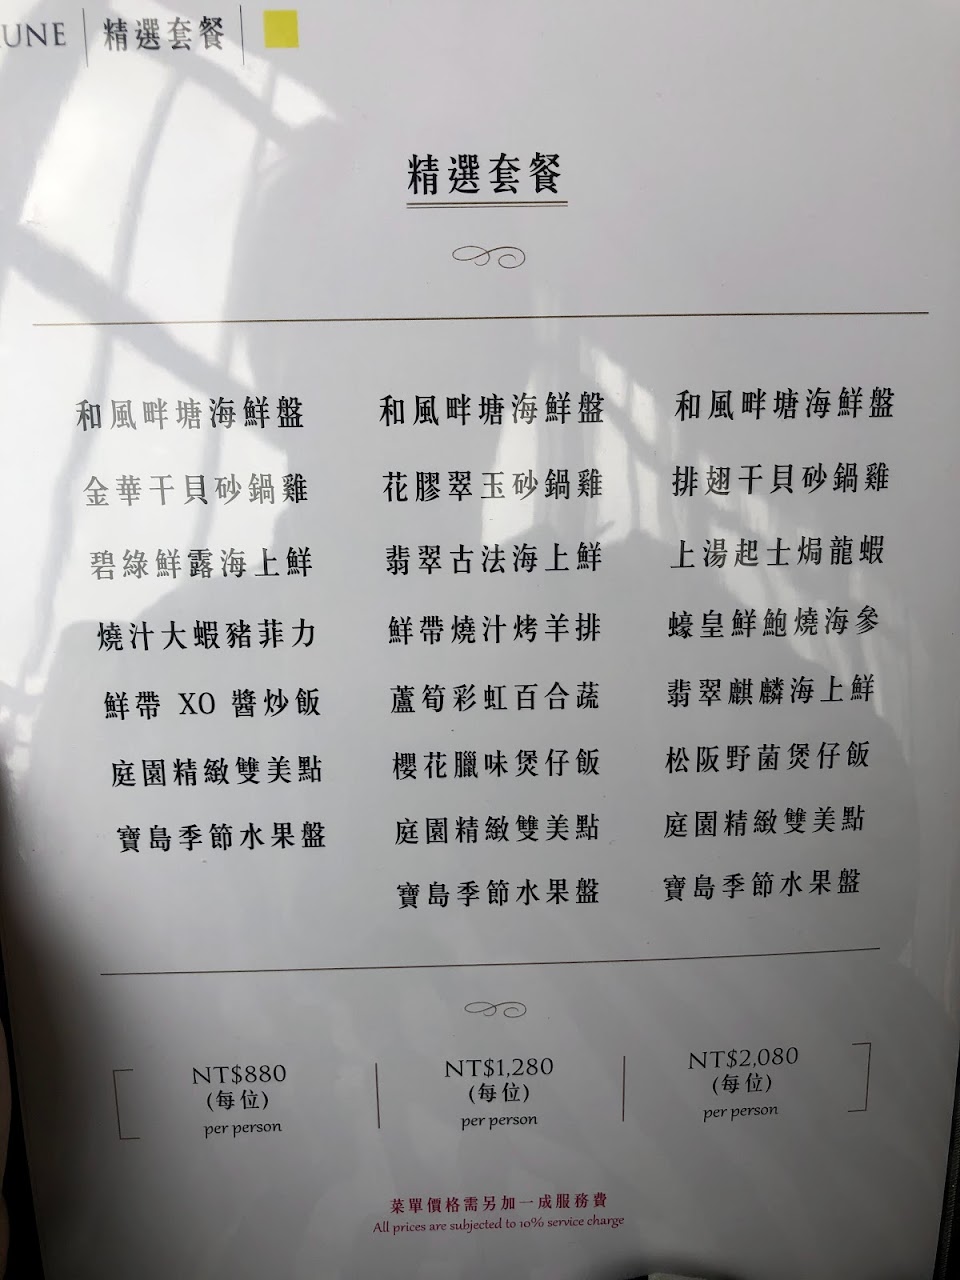 UNE 精選套餐
精選套餐
和風畔塘海鮮盤
金華干貝砂鍋雞
碧綠鮮露海上鮮
燒汁大蝦豬菲力
鮮帶 XO 醬炒飯
庭園精緻雙美點
寶島季節水果盤
和風畔塘海鮮盤
花膠翠玉砂鍋雞
翡翠古法海上鮮
鮮帶燒汁烤羊排
蘆筍彩虹百合蔬
櫻花臘味煲仔飯
庭園精緻雙美點
寶島季節水果盤
和風畔塘海鮮盤
排翅干貝砂鍋雞
上湯起士焗龍蝦
蠔皇鮮鮑燒海參
翡翠麒麟海上鮮
松阪野菌煲仔飯
庭園精緻雙美點
寶島季節水果盤
NT$880
(每位)
per person
NT$1,280
(每位)
per person
NT$2,080
(每位)
per person
菜單價格需另加一成服務費
All prices are subjected to 10% service charge